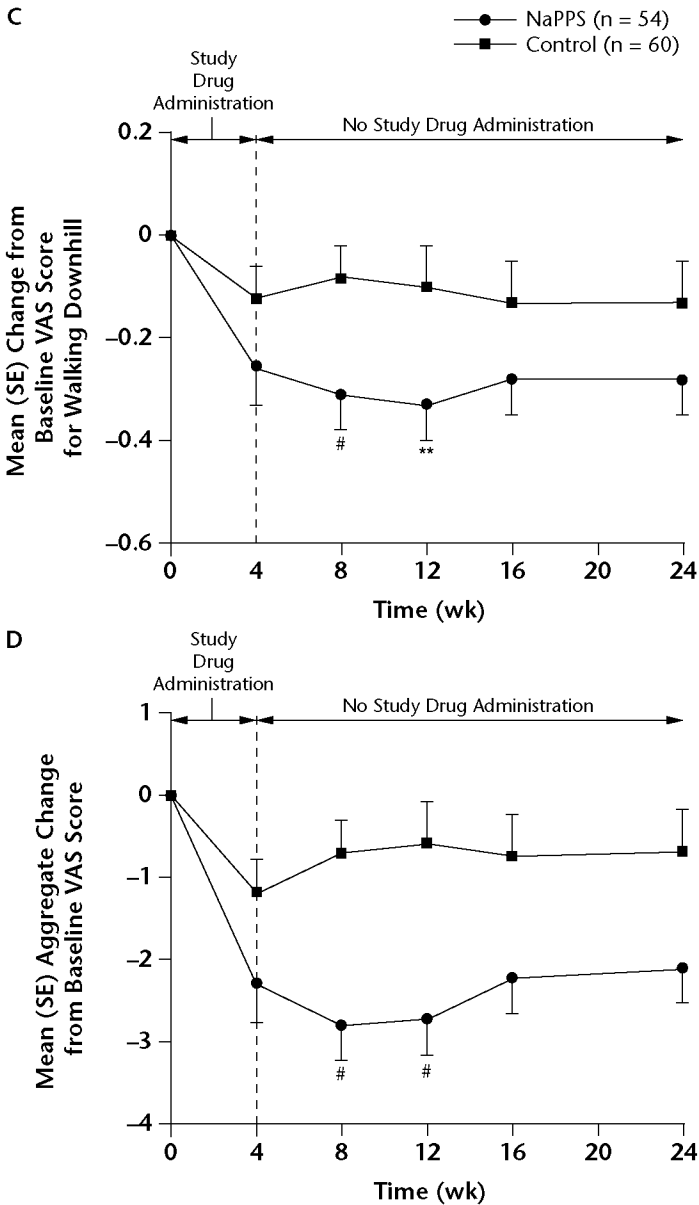 C
NaPPS (n = 54)
Control (n = 60)
Study
Drug
Administration
No Study Drug Administration
0.2
0
–0.2
–0.4
–0.6
Mean (SE) Change from
Baseline VAS Score
for Walking Downhill
#
**
0 4 8 12 16 20 24
Time (wk)
D
Study
Drug
Administration
No Study Drug Administration
1
0
–1
–2
–3
–4
Mean (SE) Aggregate Change
from Baseline VAS Score
#
#
0 4 8 12 16 20 24
Time (wk)